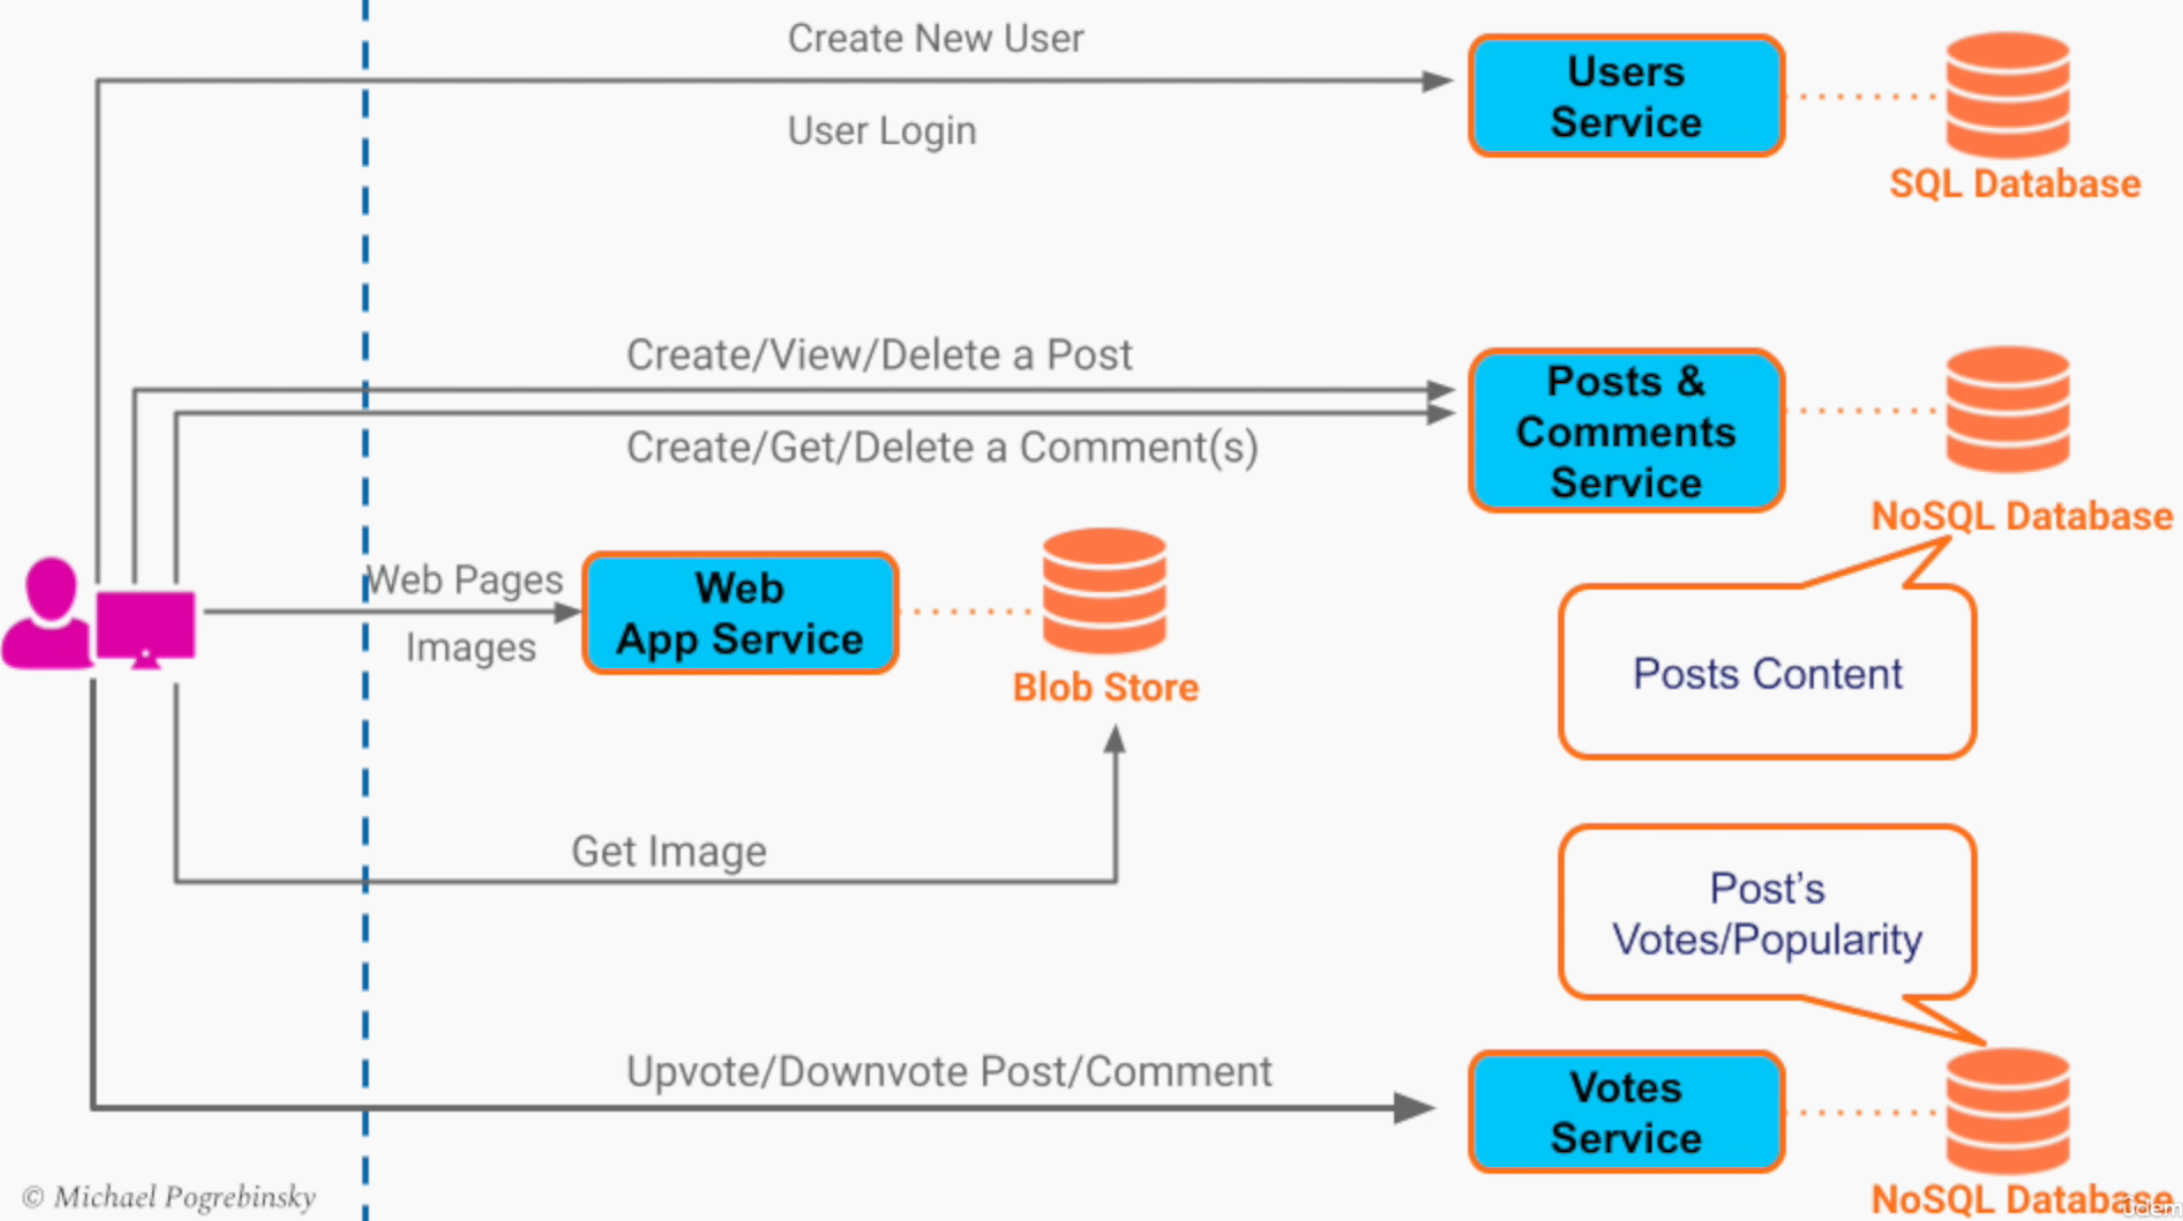 Create New User
User Login
Users
Service
SQL Database
Create/View/Delete a Post
Create/Get/Delete a Comment(s)
Posts &
Comments
Service
NoSQL Database
Web Pages
Images
Web
App Service
Blob Store
Posts Content
Get Image
Post's
Votes/Popularity
Upvote/Downvote Post/Comment
Votes
Service
NoSQL Database
© Michael Pogrebinsky